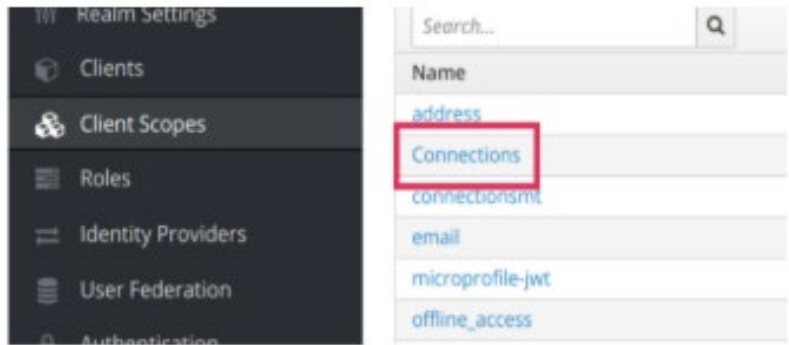 Realm Settings
Clients
Client Scopes
Roles
Identity Providers
User Federation
Authentication
Search...
Name
address
Connections
connectionsmt
email
microprofile-jwt
offline_access